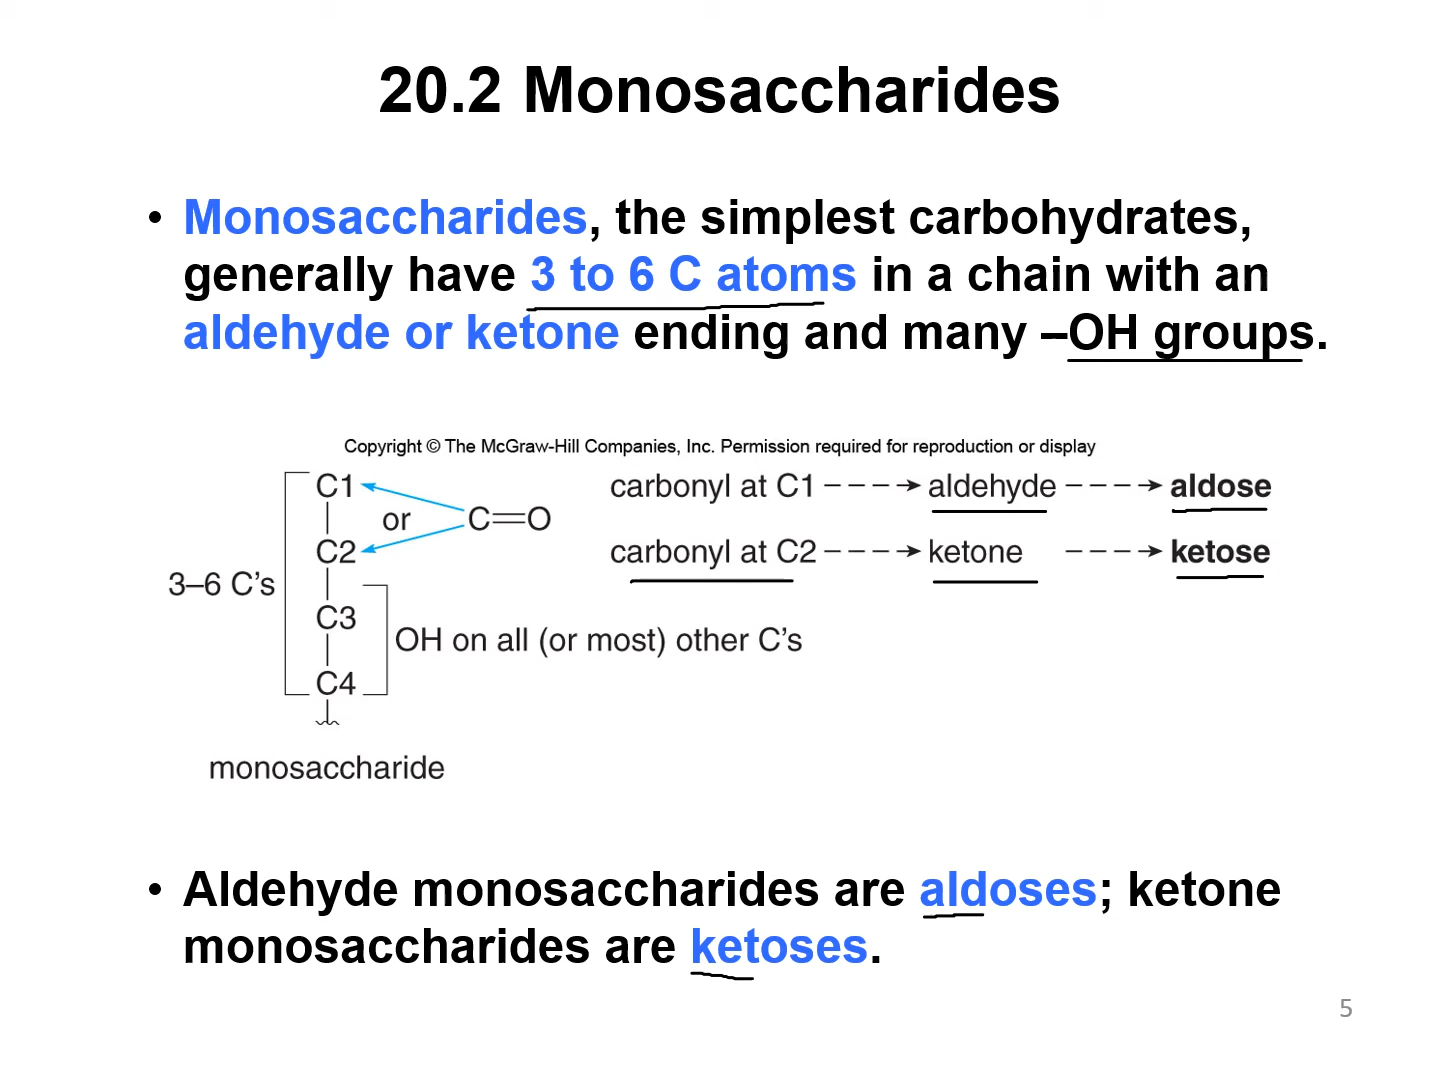 20.2 Monosaccharides
• Monosaccharides, the simplest carbohydrates,
generally have 3 to 6 C atoms in a chain with an
aldehyde or ketone ending and many –OH groups.
Copyright © The McGraw-Hill Companies, Inc. Permission required for reproduction or display
C1
or
C=O
C2
3–6 C's
C3
C4
OH on all (or most) other C's
monosaccharide
carbonyl at C1 ----> aldehyde ----> aldose
carbonyl at C2 ----> ketone ----> ketose
• Aldehyde monosaccharides are aldoses; ketone
monosaccharides are ketoses.
5